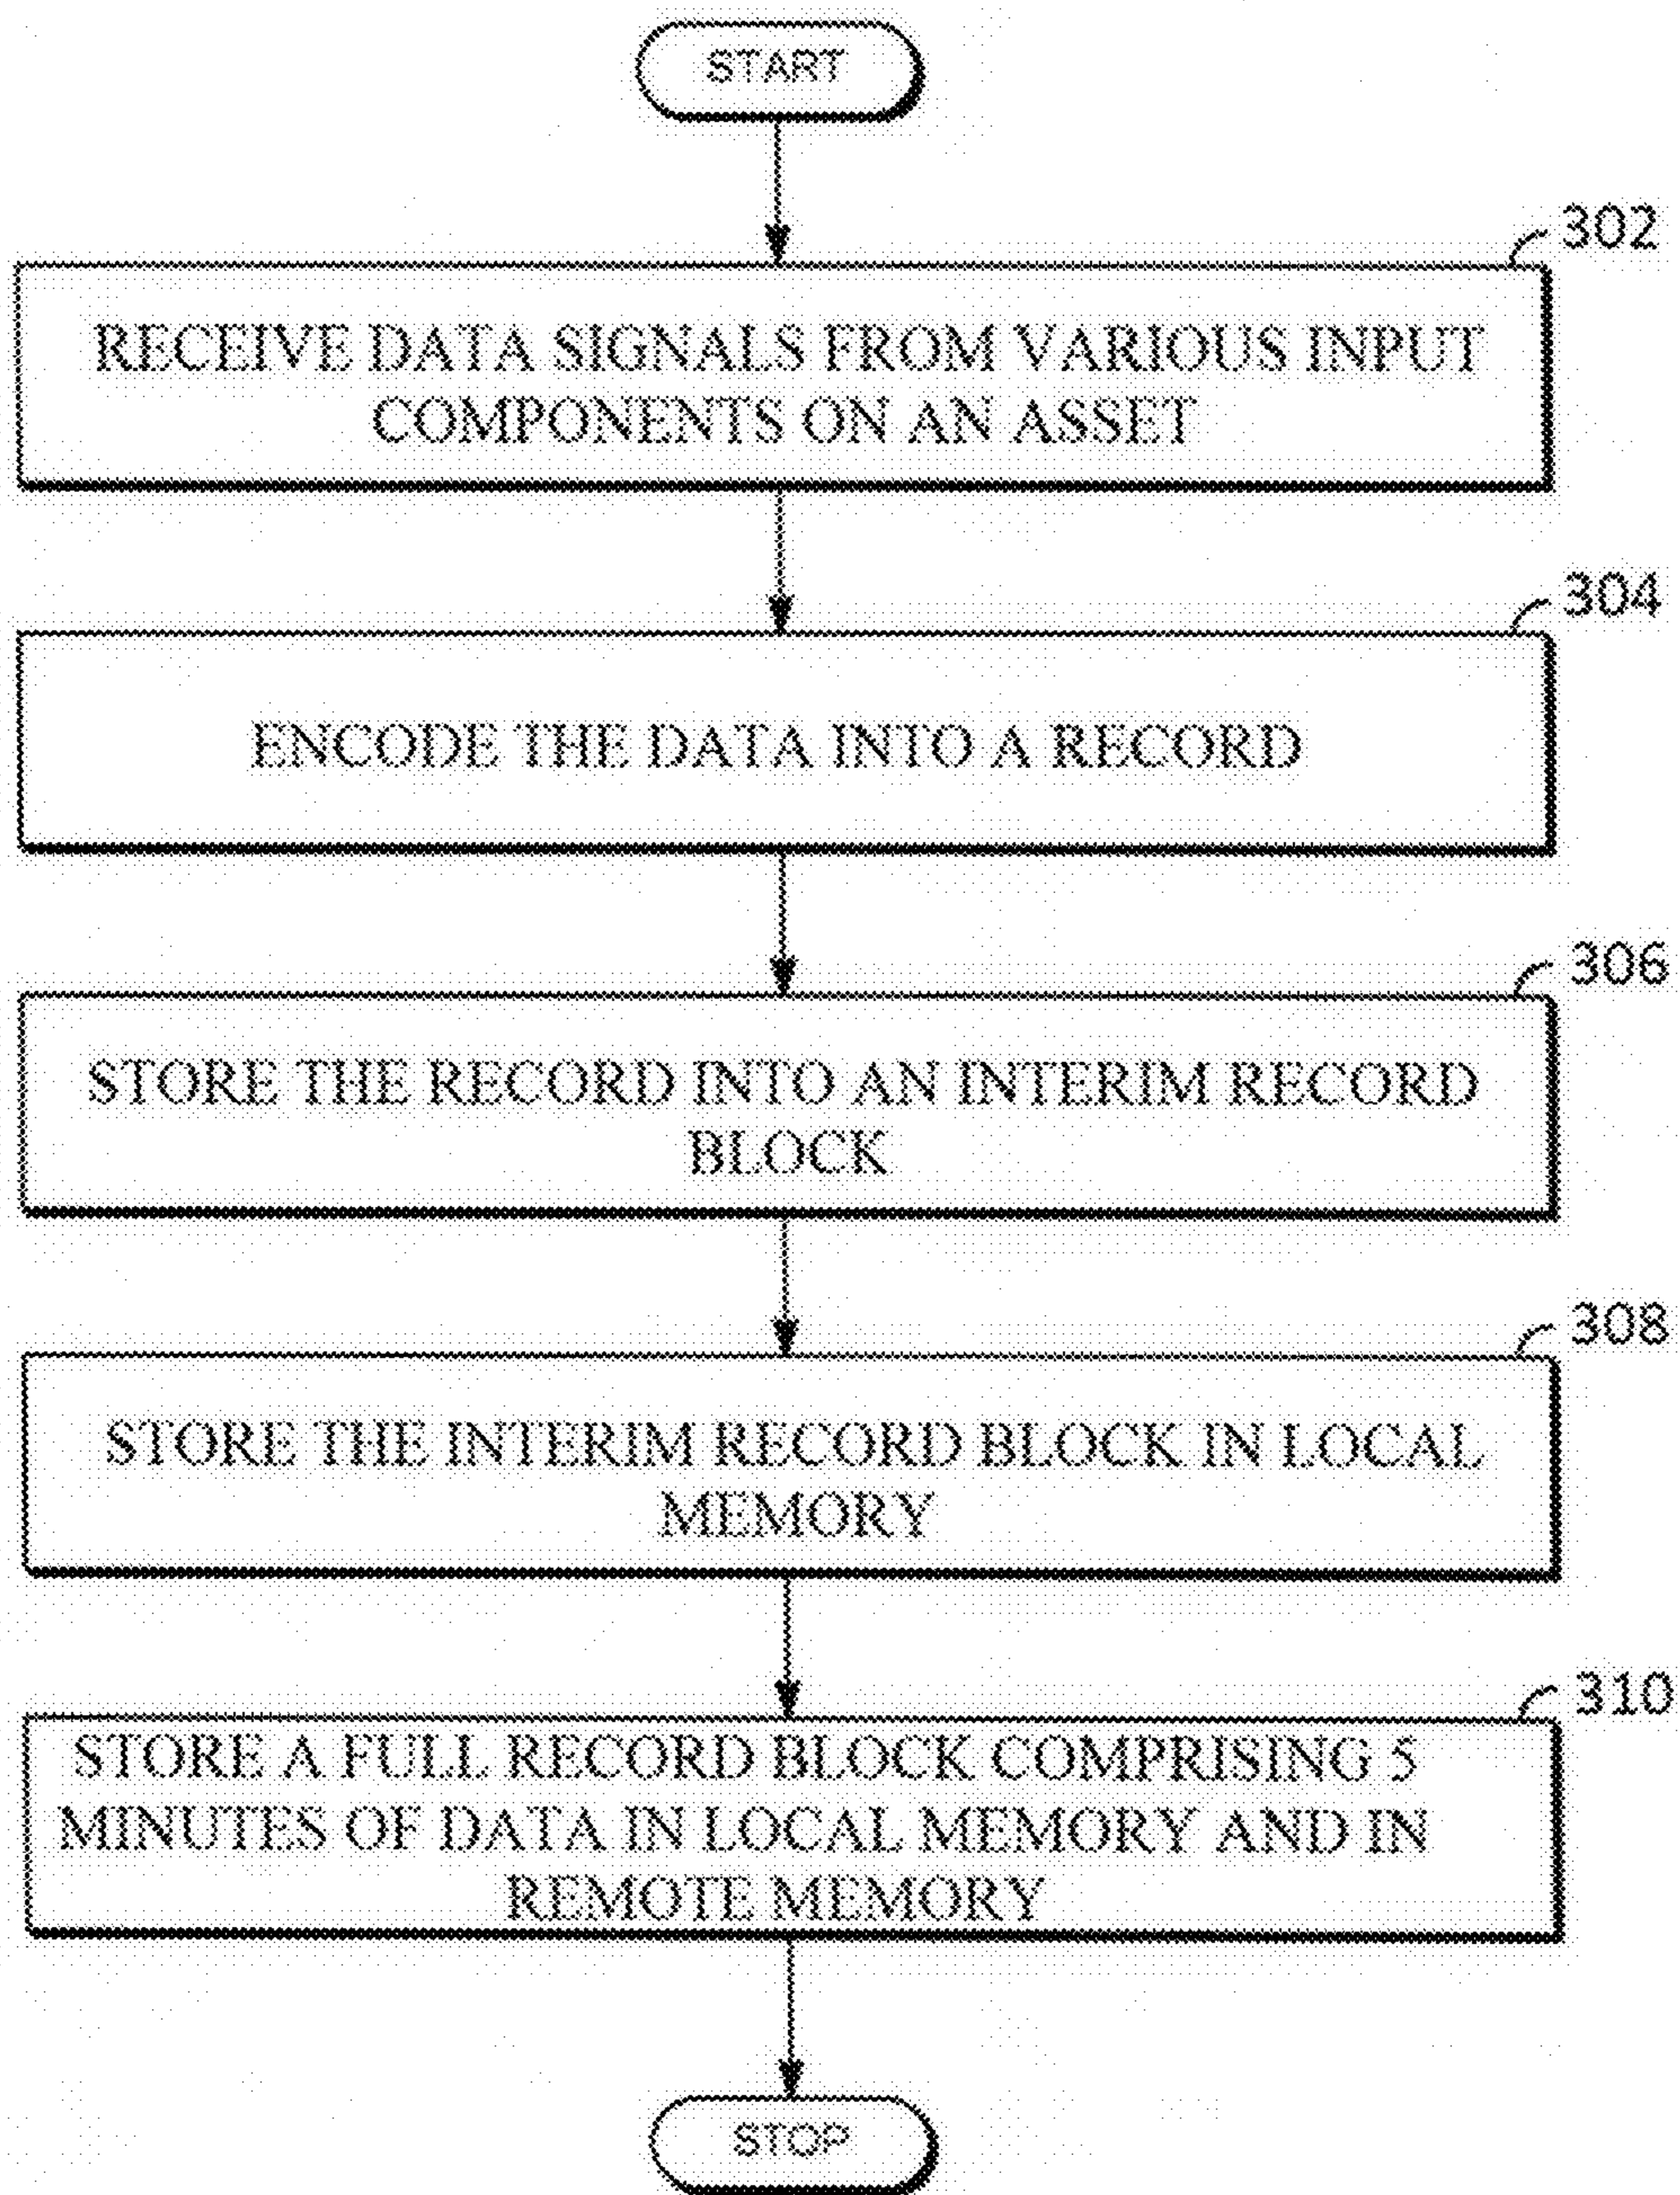 START
302
RECEIVE DATA SIGNALS FROM VARIOUS INPUT
COMPONENTS ON AN ASSET
304
ENCODE THE DATA INTO A RECORD
306
STORE THE RECORD INTO AN INTERIM RECORD
BLOCK
308
STORE THE INTERIM RECORD BLOCK IN LOCAL
MEMORY
310
STORE A FULL RECORD BLOCK COMPRISING 5
MINUTES OF DATA IN LOCAL MEMORY AND IN
REMOTE MEMORY
STOP